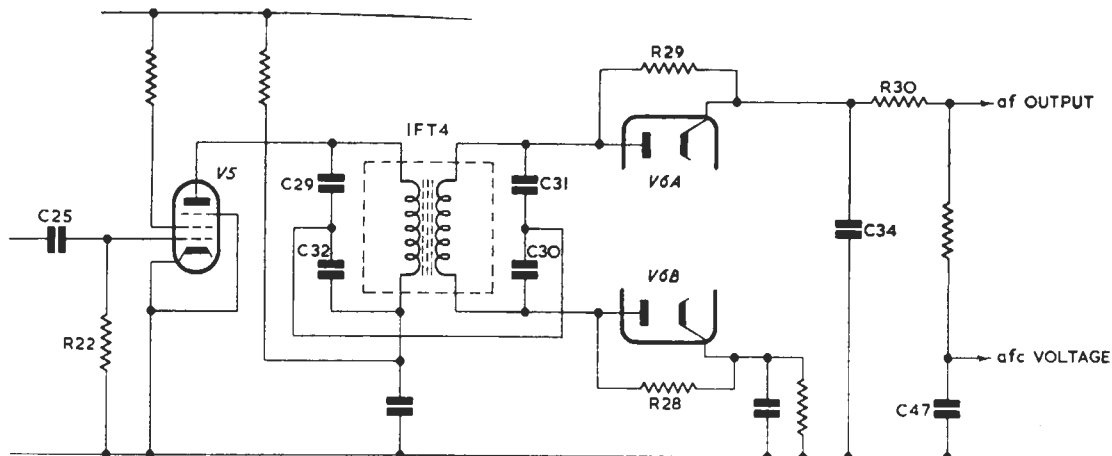 R29
R30
af OUTPUT
IFT4
V5
C29
C31
V6A
C25
C34
C32
C30
V6B
R22
afc VOLTAGE
R28
C47